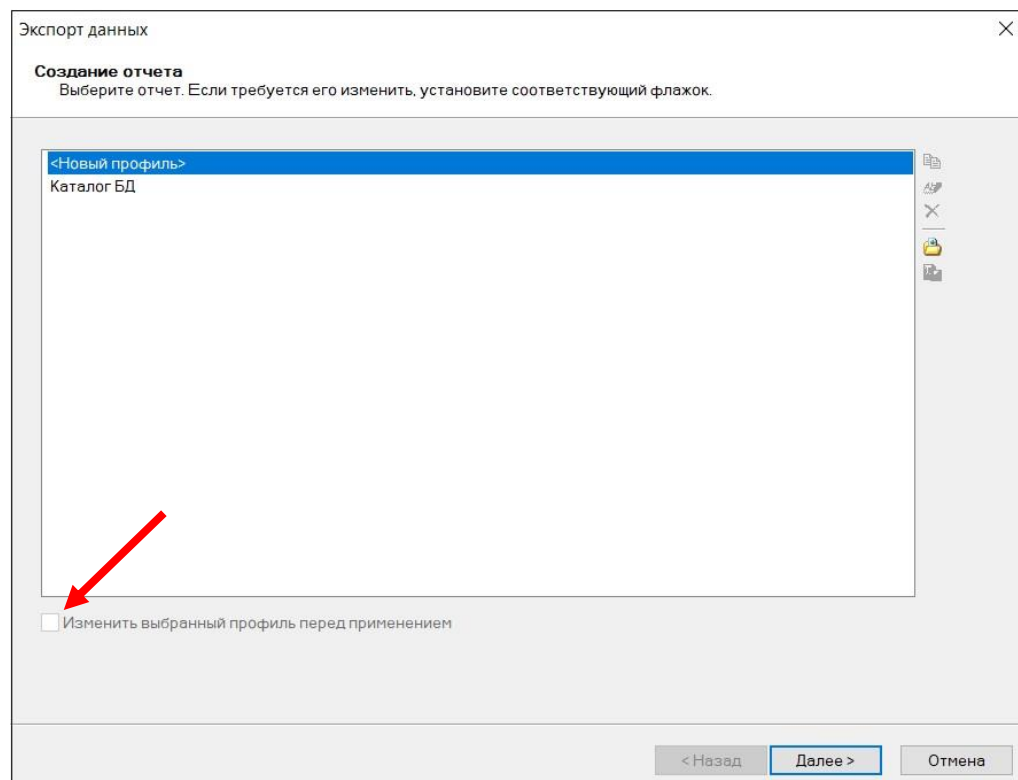 Экспорт данных
Создание отчета
Выберите отчет. Если требуется его изменить, установите соответствующий флажок.
<Новый профиль>
Каталог БД
Изменить выбранный профиль перед применением
< Назад
Далее >
Отмена